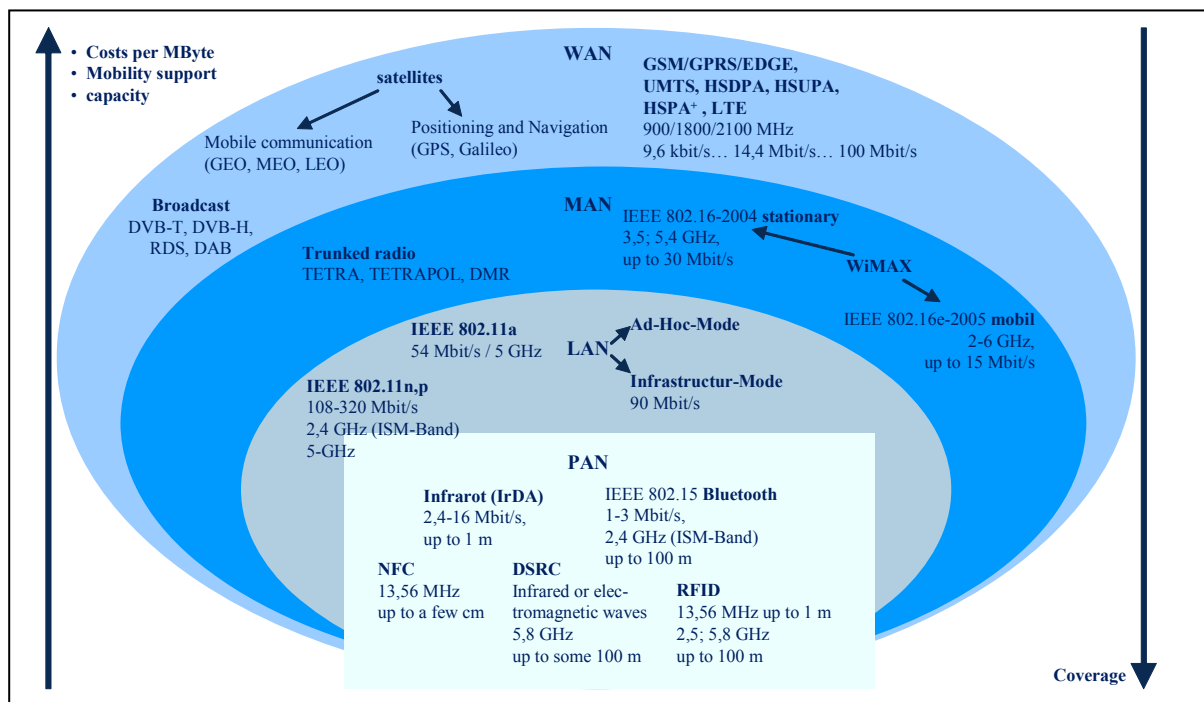 • Costs per MByte
• Mobility support
• capacity
WAN
satellites
Mobile communication
(GEO, MEO, LEO)
Positioning and Navigation
(GPS, Galileo)
GSM/GPRS/EDGE,
UMTS, HSDPA, HSUPA,
HSPA⁺ , LTE
900/1800/2100 MHz
9,6 kbit/s… 14,4 Mbit/s… 100 Mbit/s
Broadcast
DVB-T, DVB-H,
RDS, DAB
MAN
Trunked radio
TETRA, TETRAPOL, DMR
IEEE 802.16-2004 stationary
3,5; 5,4 GHz,
up to 30 Mbit/s
WiMAX
IEEE 802.16e-2005 mobil
2-6 GHz,
up to 15 Mbit/s
IEEE 802.11a
54 Mbit/s / 5 GHz
LAN
Ad-Hoc-Mode
Infrastructur-Mode
90 Mbit/s
IEEE 802.11n,p
108-320 Mbit/s
2,4 GHz (ISM-Band)
5-GHz
PAN
Infrarot (IrDA)
2,4-16 Mbit/s,
up to 1 m
IEEE 802.15 Bluetooth
1-3 Mbit/s,
2,4 GHz (ISM-Band)
up to 100 m
NFC
13,56 MHz
up to a few cm
DSRC
Infrared or elec-
tromagnetic waves
5,8 GHz
up to some 100 m
RFID
13,56 MHz up to 1 m
2,5; 5,8 GHz
up to 100 m
Coverage